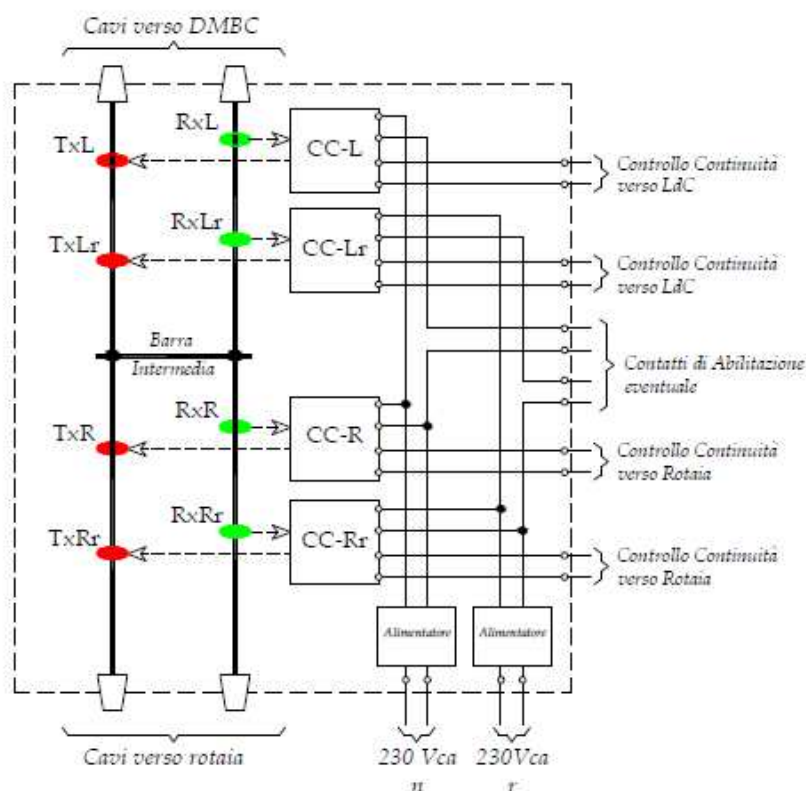 Cavi verso DMBC
RxL
TxL
CC-L
Controllo Continuità
verso LdC
RxLr
TxLr
CC-Lr
Controllo Continuità
verso LdC
Barra
Intermedia
Contatti di Abilitazione
eventuale
RxR
TxR
CC-R
Controllo Continuità
verso Rotaia
RxRr
TxRr
CC-Rr
Controllo Continuità
verso Rotaia
Alimentatore
Alimentatore
Cavi verso rotaia
230 Vca
n
230Vca
r